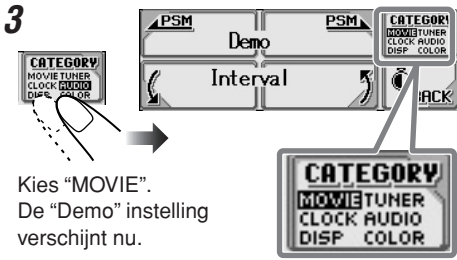 3
PSM PSM
Demo
Interval
BACK
CATEGORY
MOVIE TUNER
CLOCK AUDIO
DISP COLOR
CATEGORY
MOVIE TUNER
CLOCK AUDIO
DISP COLOR
Kies “MOVIE”.
De “Demo” instelling
verschijnt nu.
CATEGORY
MOVIE TUNER
CLOCK AUDIO
DISP COLOR